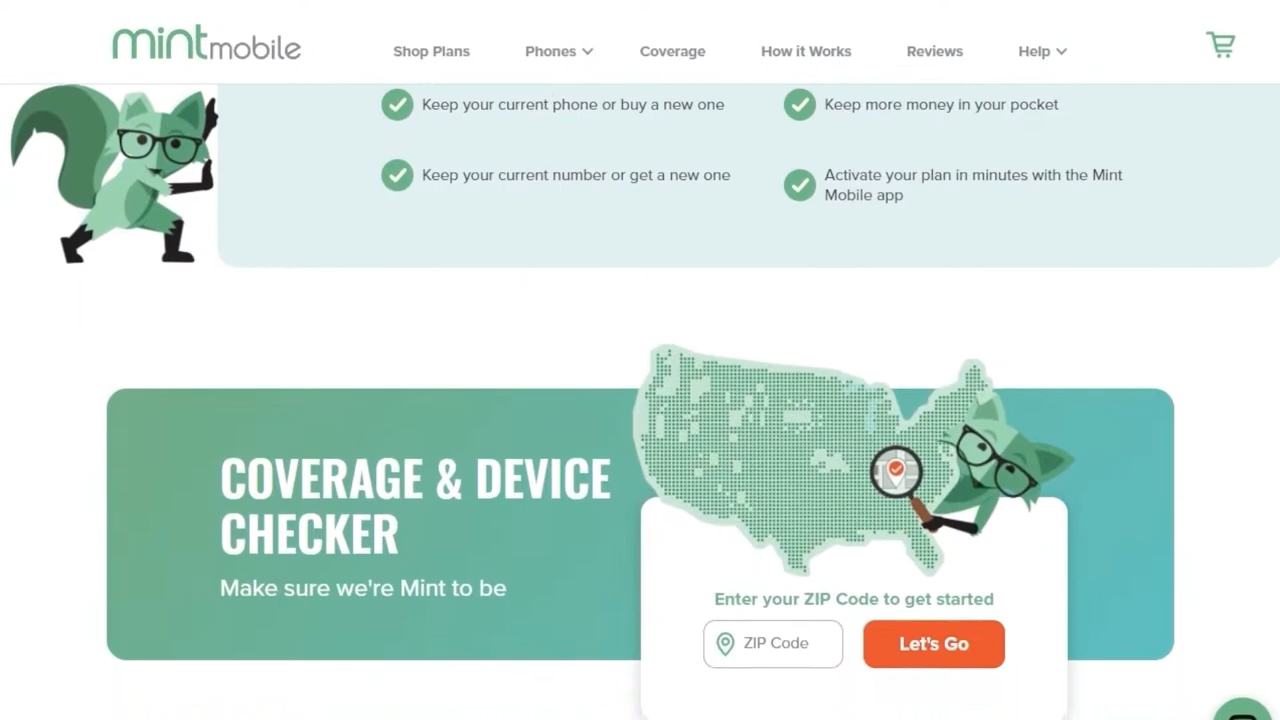 mintmobile
Shop Plans
Phones
Coverage
How it Works
Reviews
Help
Keep your current phone or buy a new one
Keep more money in your pocket
Keep your current number or get a new one
Activate your plan in minutes with the Mint
Mobile app
COVERAGE & DEVICE
CHECKER
Make sure we're Mint to be
Enter your ZIP Code to get started
ZIP Code
Let's Go